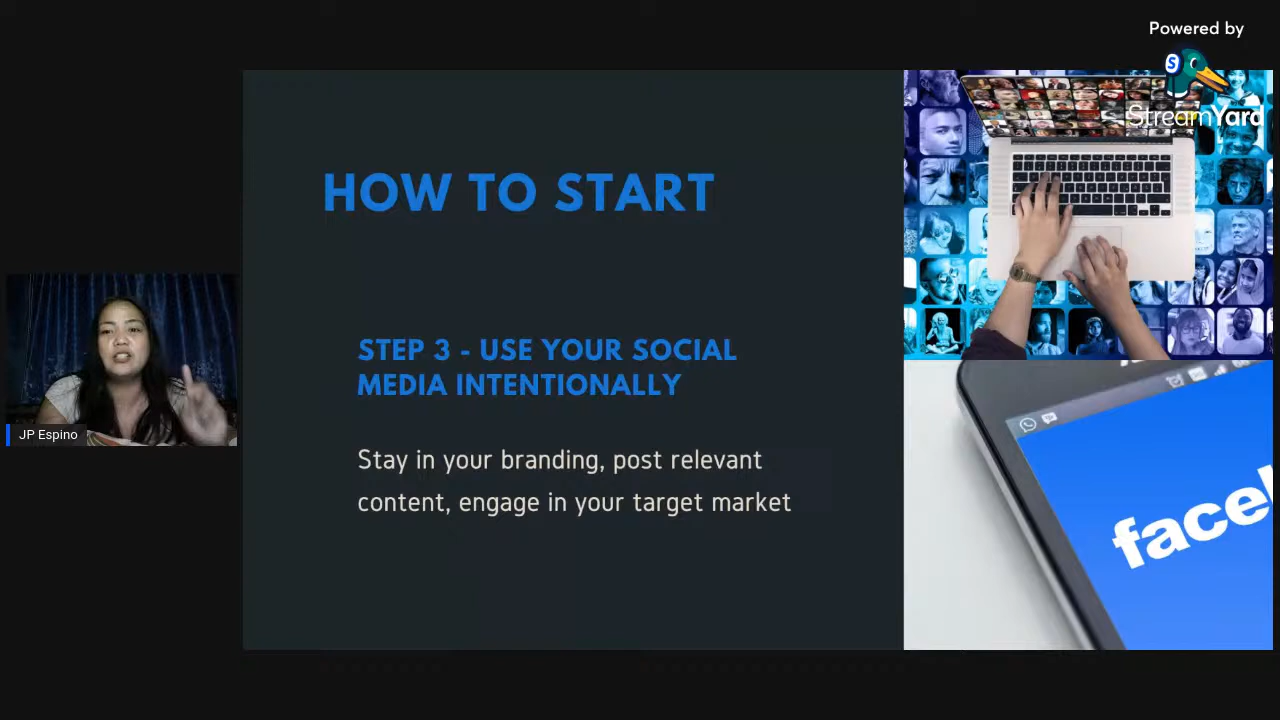 Powered by
StreamYard
HOW TO START
STEP 3 - USE YOUR SOCIAL
MEDIA INTENTIONALLY
Stay in your branding, post relevant
content, engage in your target market
JP Espino
face